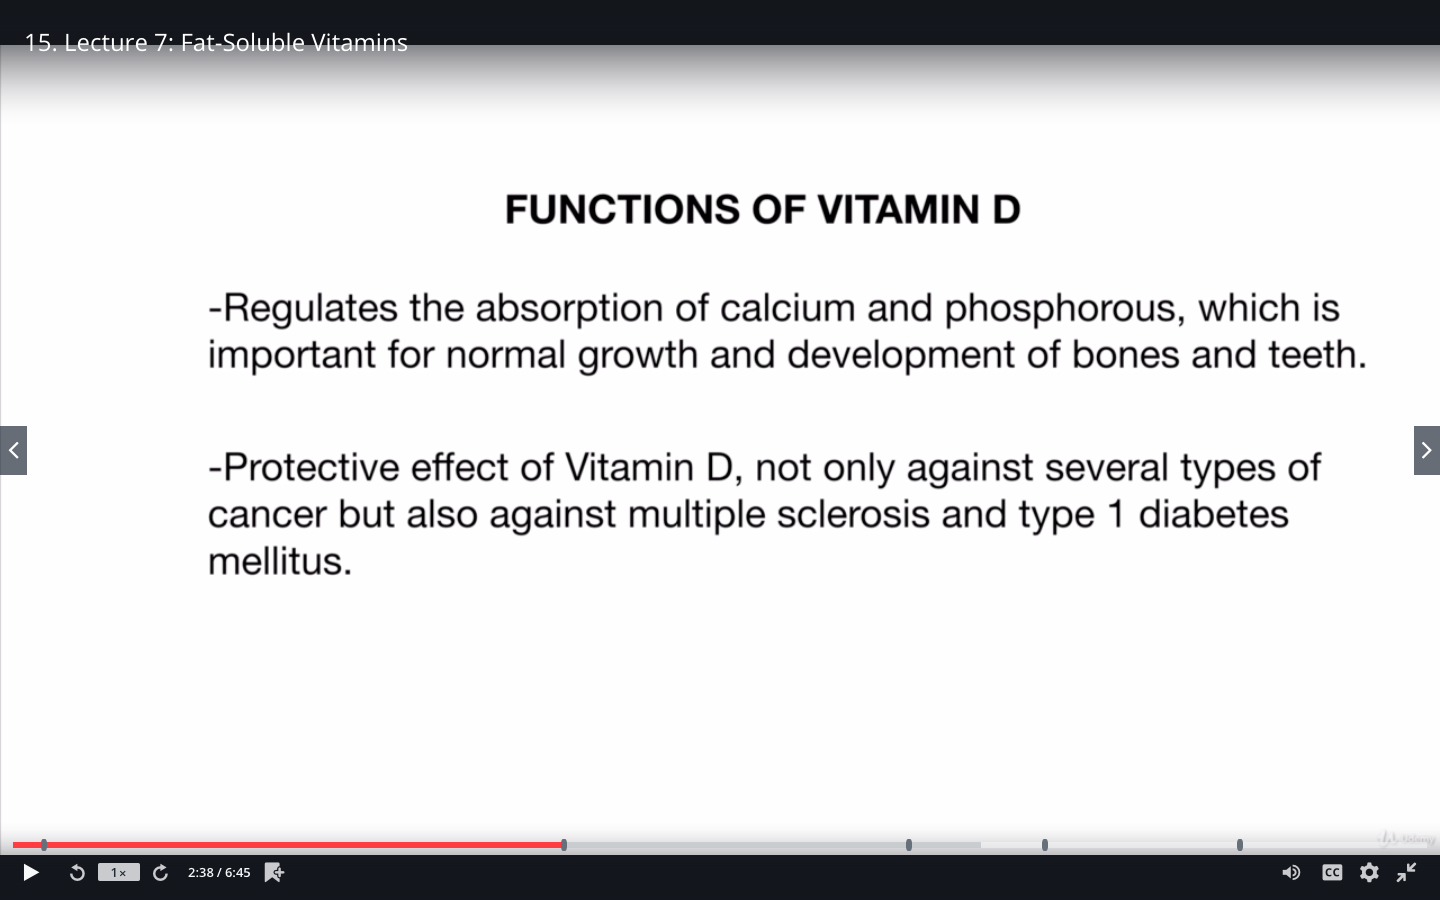 15. Lecture 7: Fat-Soluble Vitamins
FUNCTIONS OF VITAMIN D
-Regulates the absorption of calcium and phosphorous, which is
important for normal growth and development of bones and teeth.
-Protective effect of Vitamin D, not only against several types of
cancer but also against multiple sclerosis and type 1 diabetes
mellitus.
1×
2:38 / 6:45
CC